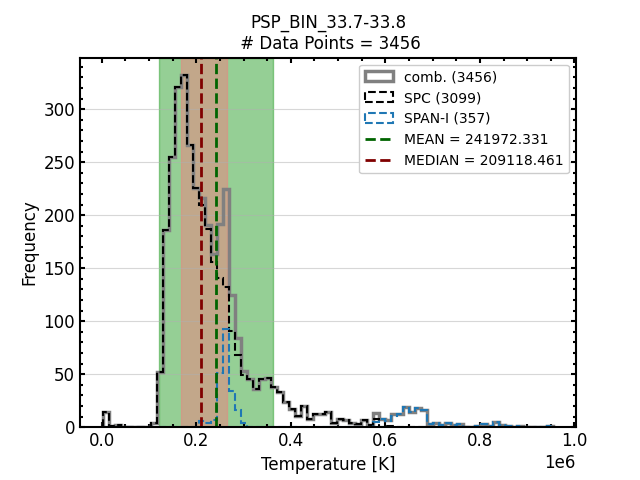 PSP_BIN_33.7-33.8
# Data Points = 3456
comb. (3456)
SPC (3099)
SPAN-I (357)
MEAN = 241972.331
MEDIAN = 209118.461
Frequency
300
250
200
150
100
50
0
0.0 0.2 0.4 0.6 0.8 1.0
1e6
Temperature [K]